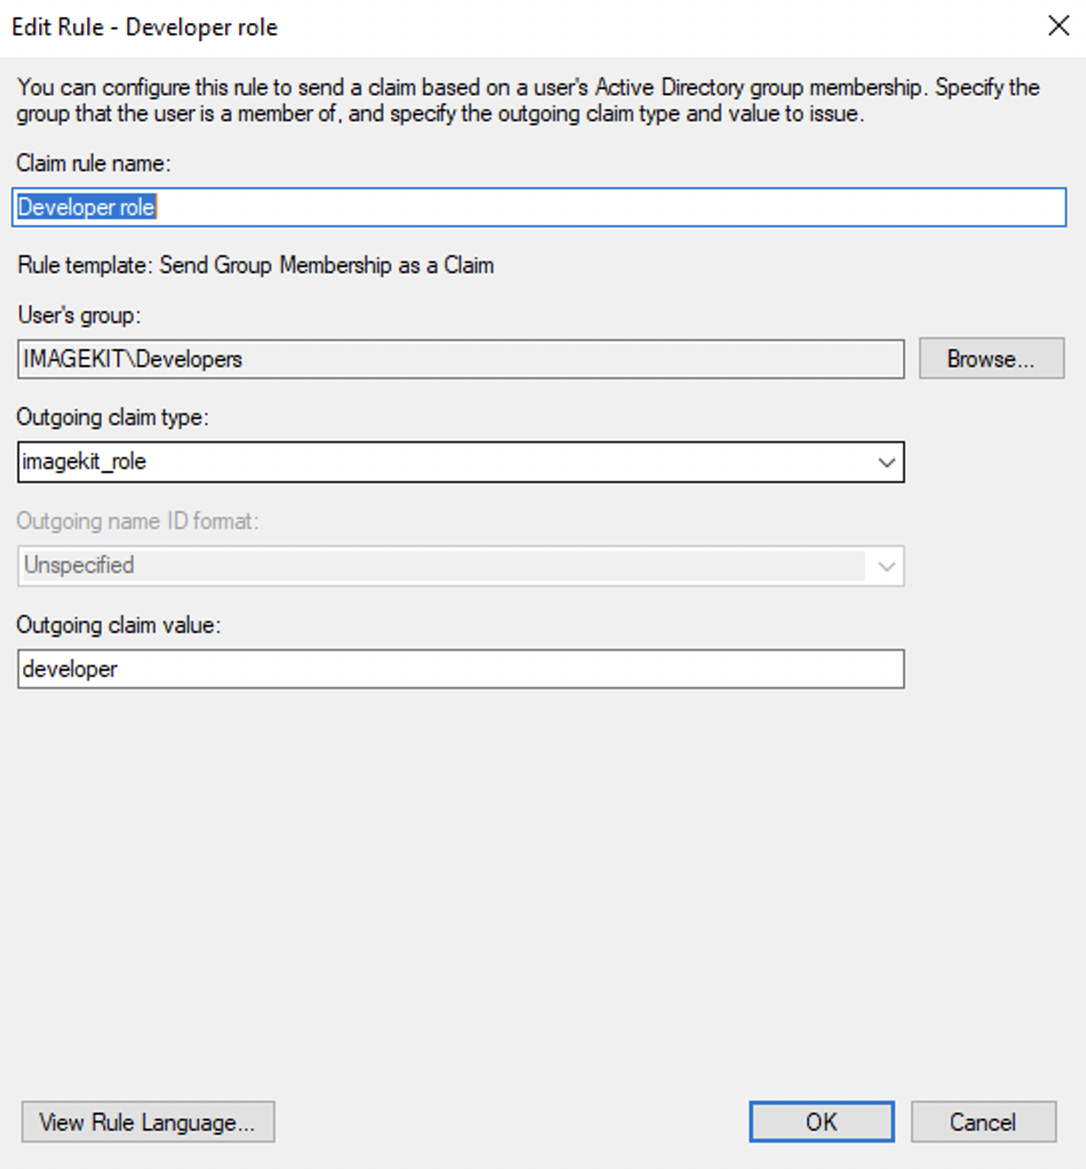 Edit Rule - Developer role
You can configure this rule to send a claim based on a user's Active Directory group membership. Specify the
group that the user is a member of, and specify the outgoing claim type and value to issue.
Claim rule name:
Developer role
Rule template: Send Group Membership as a Claim
User's group:
IMAGEKIT\Developers
Browse...
Outgoing claim type:
imagekit_role
Outgoing name ID format:
Unspecified
Outgoing claim value:
developer
View Rule Language...
OK
Cancel